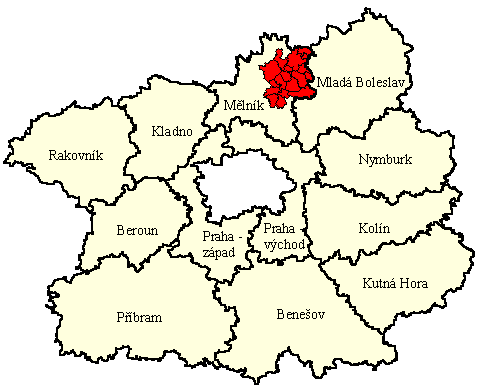 Mladá Boleslav
Mělník
Kladno
Rakovník
Nymburk
Beroun
Praha -
západ
Praha
východ
Kolín
Kutná Hora
Příbram
Benešov